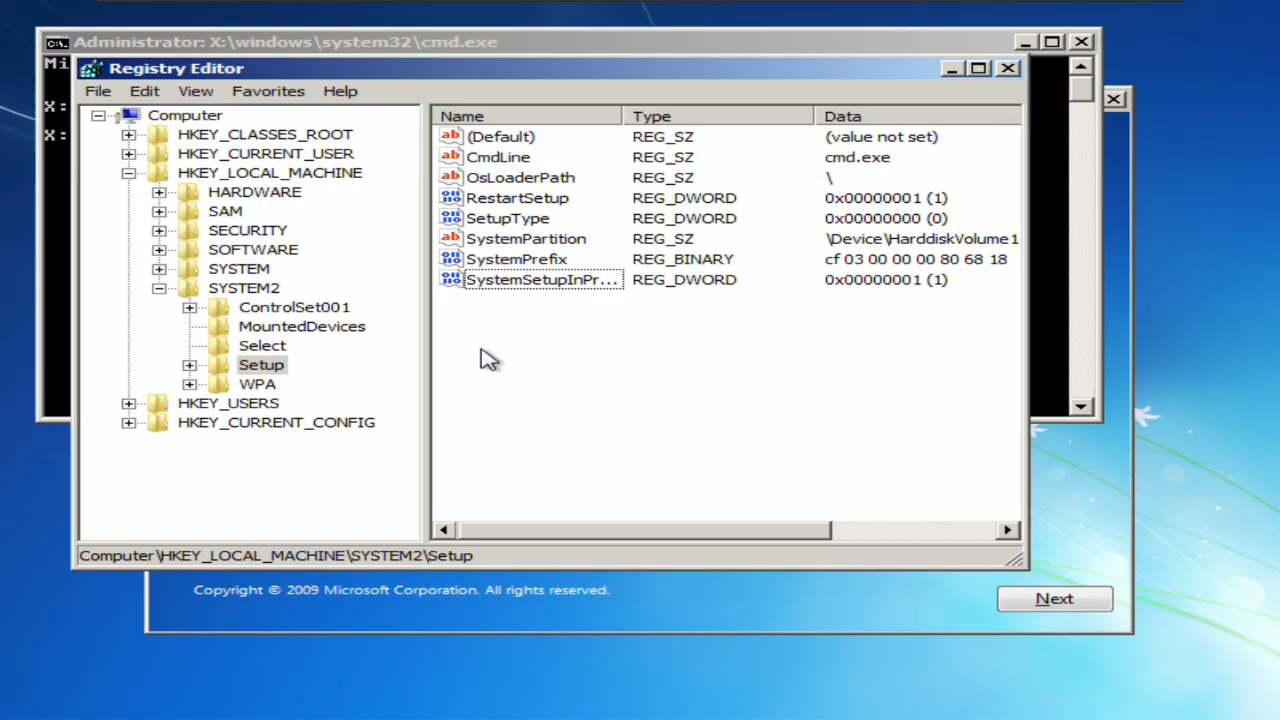 Administrator: X:\windows\system32\cmd.exe
Mi
X:
X:
Registry Editor
File Edit View Favorites Help
Computer
HKEY_CLASSES_ROOT
HKEY_CURRENT_USER
HKEY_LOCAL_MACHINE
HARDWARE
SAM
SECURITY
SOFTWARE
SYSTEM
SYSTEM2
ControlSet001
MountedDevices
Select
Setup
WPA
HKEY_USERS
HKEY_CURRENT_CONFIG
Name Type Data
(Default) REG_SZ (value not set)
CmdLine REG_SZ cmd.exe
OsLoaderPath REG_SZ \
RestartSetup REG_DWORD 0x00000001 (1)
SetupType REG_DWORD 0x00000000 (0)
SystemPartition REG_SZ \Device\HarddiskVolume1
SystemPrefix REG_BINARY cf 03 00 00 00 80 68 18
SystemSetupInPr... REG_DWORD 0x00000001 (1)
Computer\HKEY_LOCAL_MACHINE\SYSTEM2\Setup
Copyright © 2009 Microsoft Corporation. All rights reserved.
Next